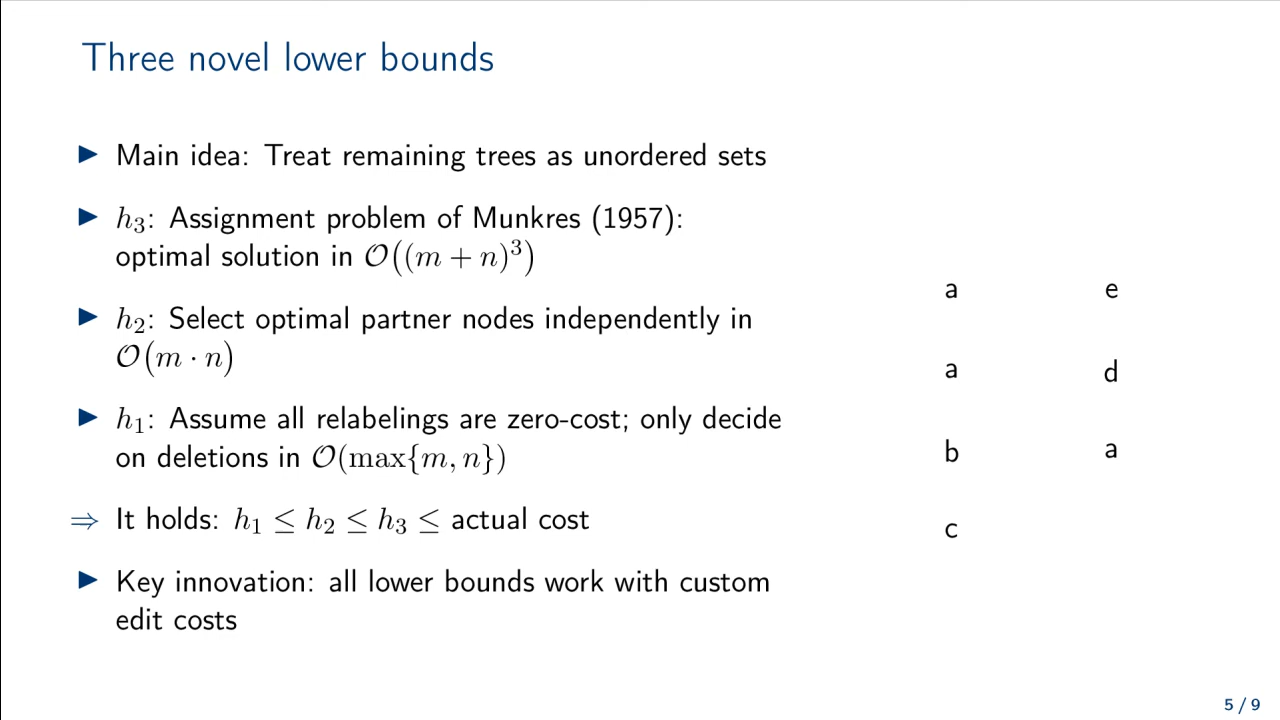 Three novel lower bounds
▶ Main idea: Treat remaining trees as unordered sets
▶ h₃: Assignment problem of Munkres (1957):
optimal solution in 𝒪((m + n)³)
▶ h₂: Select optimal partner nodes independently in
𝒪(m · n)
▶ h₁: Assume all relabelings are zero-cost; only decide
on deletions in 𝒪(max{m, n})
⇒ It holds: h₁ ≤ h₂ ≤ h₃ ≤ actual cost
▶ Key innovation: all lower bounds work with custom
edit costs
a e
a d
b a
c
5 / 9